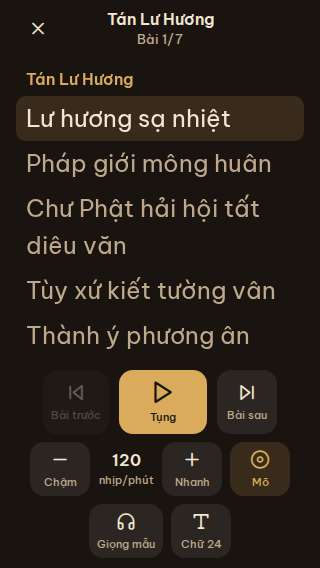 Tán Lư Hương
Bài 1/7
Tán Lư Hương
Lư hương sạ nhiệt
Pháp giới mông huân
Chư Phật hải hội tất
diêu văn
Tùy xứ kiết tường vân
Thành ý phương ân
Bài trước
Tụng
Bài sau
Chậm
120
nhịp/phút
Nhanh
Mõ
Giọng mẫu
Chữ 24